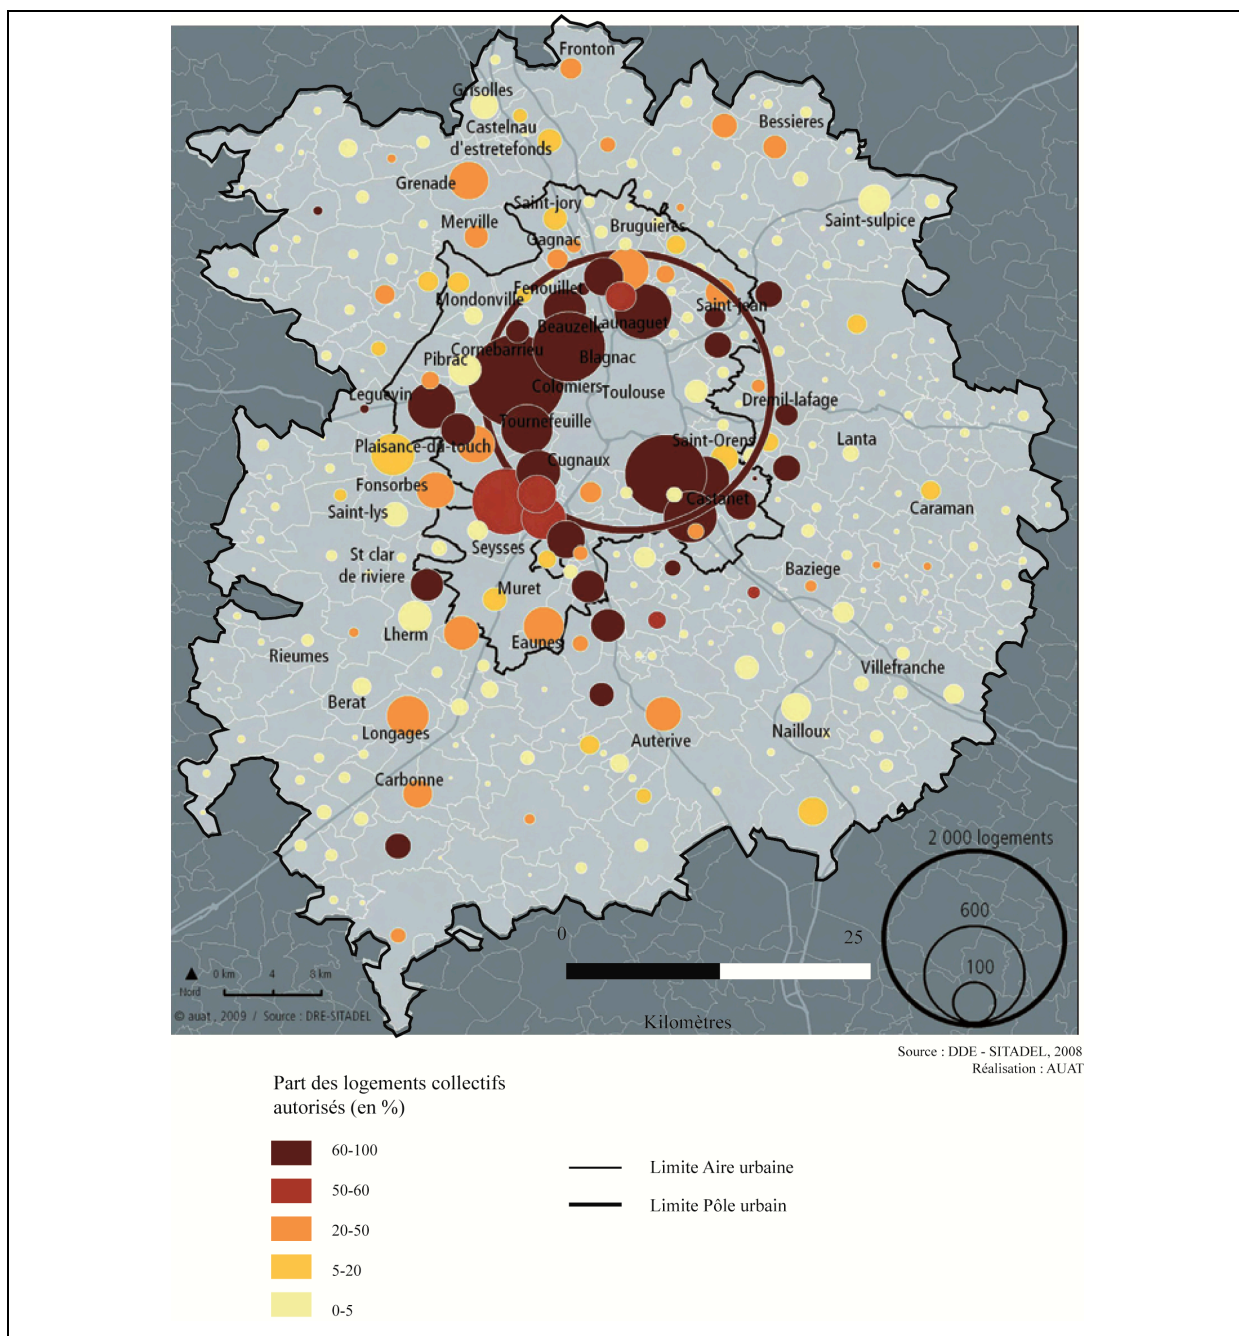 Fronton
Grisolles
Castelnau
d'estretefonds
Bessieres
Grenade
Saint-jory
Saint-sulpice
Merville
Bruguieres
Gagnac
Fenouillet
Mondonville
Saint-jean
Beauzelle
Launaguet
Cornebarrieu
Blagnac
Pibrac
Colomiers
Toulouse
Leguevin
Dremil-lafage
Tournefeuille
Saint-Orens
Lanta
Plaisance-du-touch
Cugnaux
Fonsorbes
Castanet
Caraman
Saint-lys
Seysses
St clar
de riviere
Baziege
Muret
Lherm
Eaunes
Rieumes
Villefranche
Berat
Longages
Auterive
Nailloux
Carbonne
2 000 logements
600
100
0
25
Kilomètres
0 km 4 8 km
Nord
© auat , 2009 / Source : DRE-SITADEL
Source : DDE - SITADEL, 2008
Réalisation : AUAT
Part des logements collectifs
autorisés (en %)
60-100
50-60
20-50
5-20
0-5
Limite Aire urbaine
Limite Pôle urbain